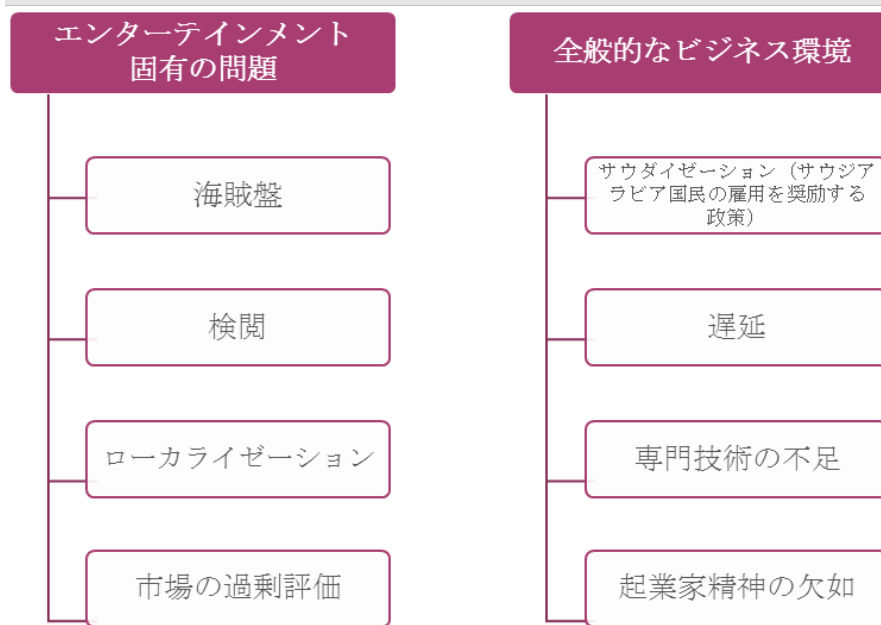 エンターテインメント
固有の問題
海賊盤
検閲
ローカライゼーション
市場の過剰評価
全般的なビジネス環境
サウダイゼーション（サウジア
ラビア国民の雇用を奨励する
政策）
遅延
専門技術の不足
起業家精神の欠如